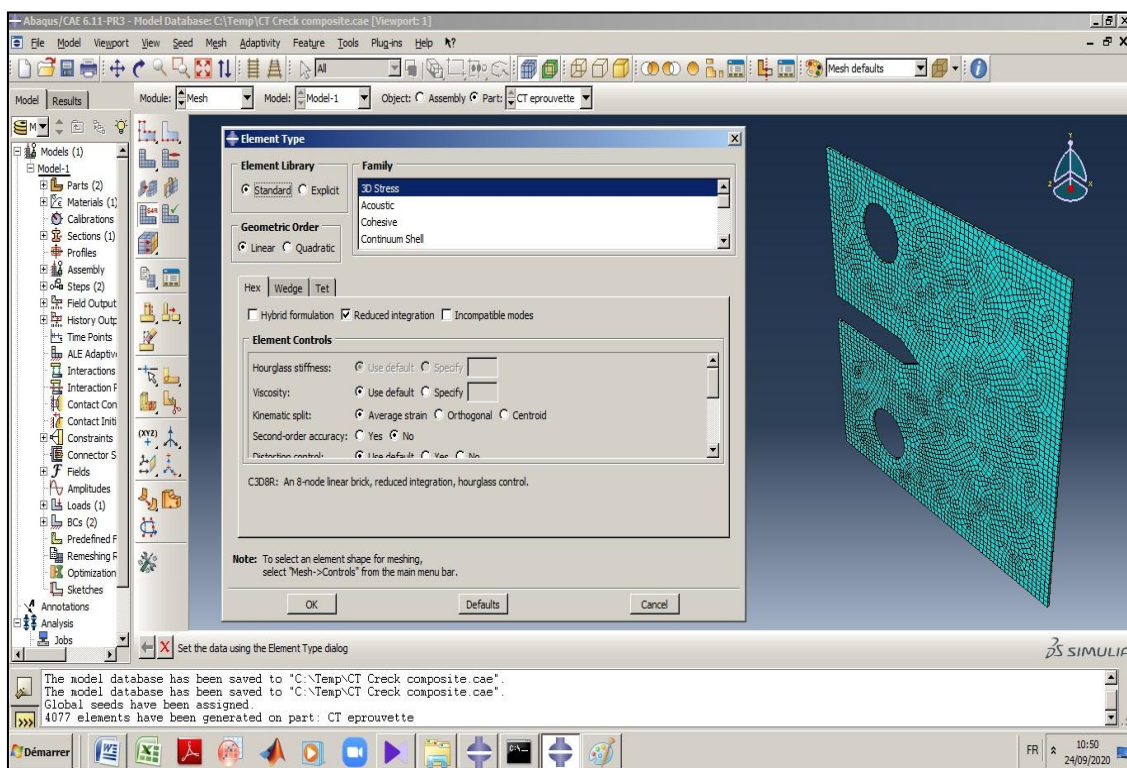 Abaqus/CAE 6.11-PR3 - Model Database: C:\Temp\CT Creck composite.cae [Viewport: 1]
File Model Viewport View Seed Mesh Adaptivity Feature Tools Plug-ins Help
All Mesh defaults
Model Results Module: Mesh Model: Model-1 Object: Assembly Part: CT eprouvette
Models (1)
Model-1
Parts (2)
Materials (1)
Calibrations
Sections (1)
Profiles
Assembly
Steps (2)
Field Output
History Outp
Time Points
ALE Adaptiv
Interactions
Interaction P
Contact Con
Contact Initi
Constraints
Connector S
Fields
Amplitudes
Loads (1)
BCs (2)
Predefined F
Remeshing R
Optimization
Sketches
Annotations
Analysis
Jobs
S4R
(XYZ)
Element Type
Element Library
Standard Explicit
Geometric Order
Linear Quadratic
Family
3D Stress
Acoustic
Cohesive
Continuum Shell
Hex Wedge Tet
Hybrid formulation Reduced integration Incompatible modes
Element Controls
Hourglass stiffness: Use default Specify
Viscosity: Use default Specify
Kinematic split: Average strain Orthogonal Centroid
Second-order accuracy: Yes No
Distortion control: Use default Yes No
C3D8R: An 8-node linear brick, reduced integration, hourglass control.
Note: To select an element shape for meshing,
select "Mesh->Controls" from the main menu bar.
OK Defaults Cancel
Y
Z X
Set the data using the Element Type dialog
SIMULIA
The model database has been saved to "C:\Temp\CT Creck composite.cae".
The model database has been saved to "C:\Temp\CT Creck composite.cae".
Global seeds have been assigned.
4077 elements have been generated on part: CT eprouvette
Démarrer
FR
10:50
24/09/2020